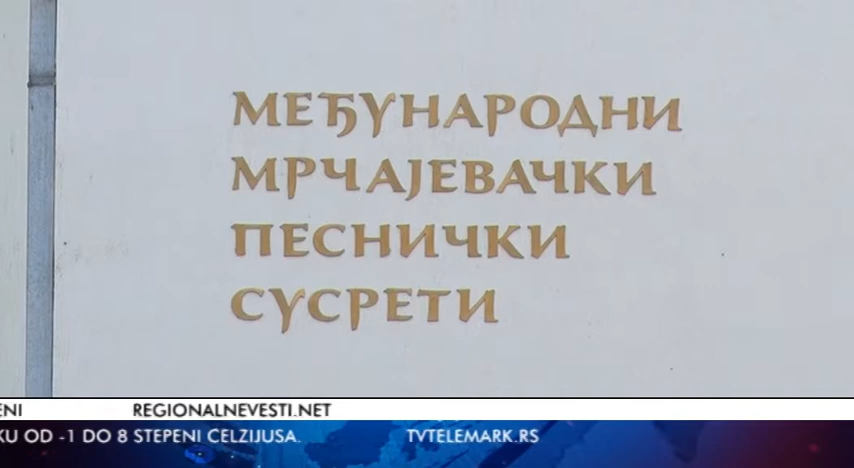 МЕЂУНАРОДНИ
МРЧАЈЕВАЧКИ
ПЕСНИЧКИ
СУСРЕТИ
REGIONALNEVESTI.NET
OD -1 DO 8 STEPENI CELZIJUSA. TVTELEMARK.RS